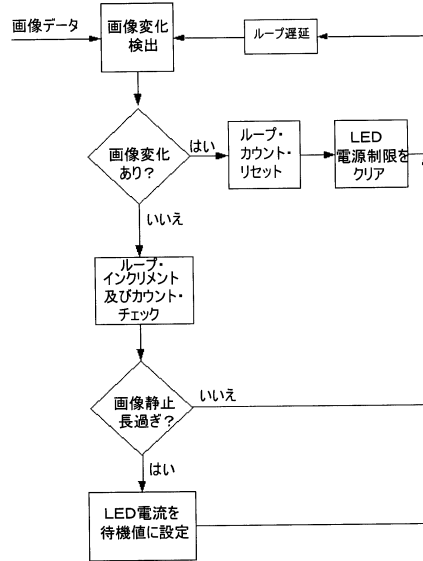 画像データ
画像変化
検出
ループ遅延
画像変化
あり？
はい
ループ・
カウント・
リセット
LED
電源制限を
クリア
いいえ
ループ・
インクリメント
及びカウント・
チェック
画像静止
長過ぎ？
いいえ
はい
LED電流を
待機値に設定